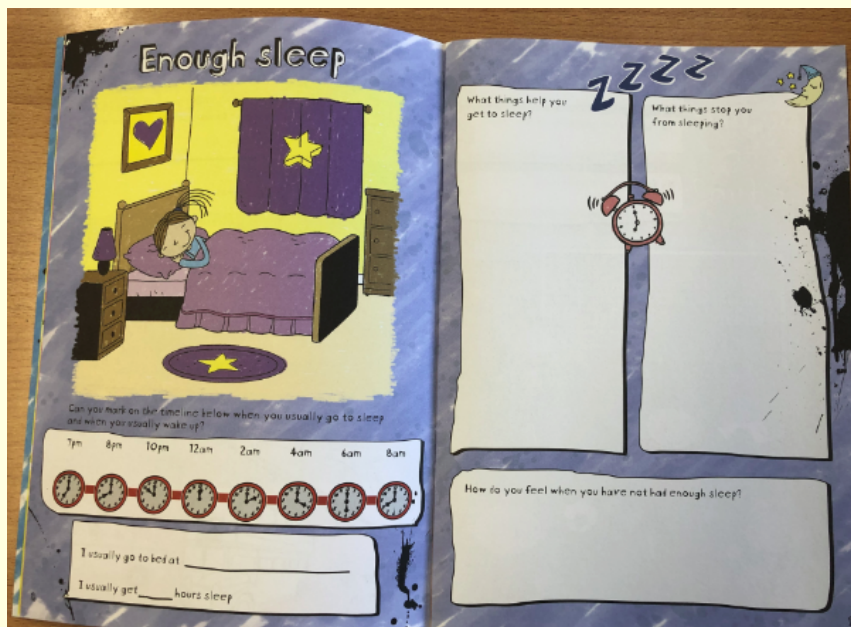 Enough sleep
Can you mark on the timeline below when you usually go to sleep
and when you usually wake up?
7pm 8pm 10pm 12am 2am 4am 6am 8am
I usually go to bed at
I usually get hours sleep
Z Z Z Z
What things help you
get to sleep?
What things stop you
from sleeping?
How do you feel when you have not had enough sleep?